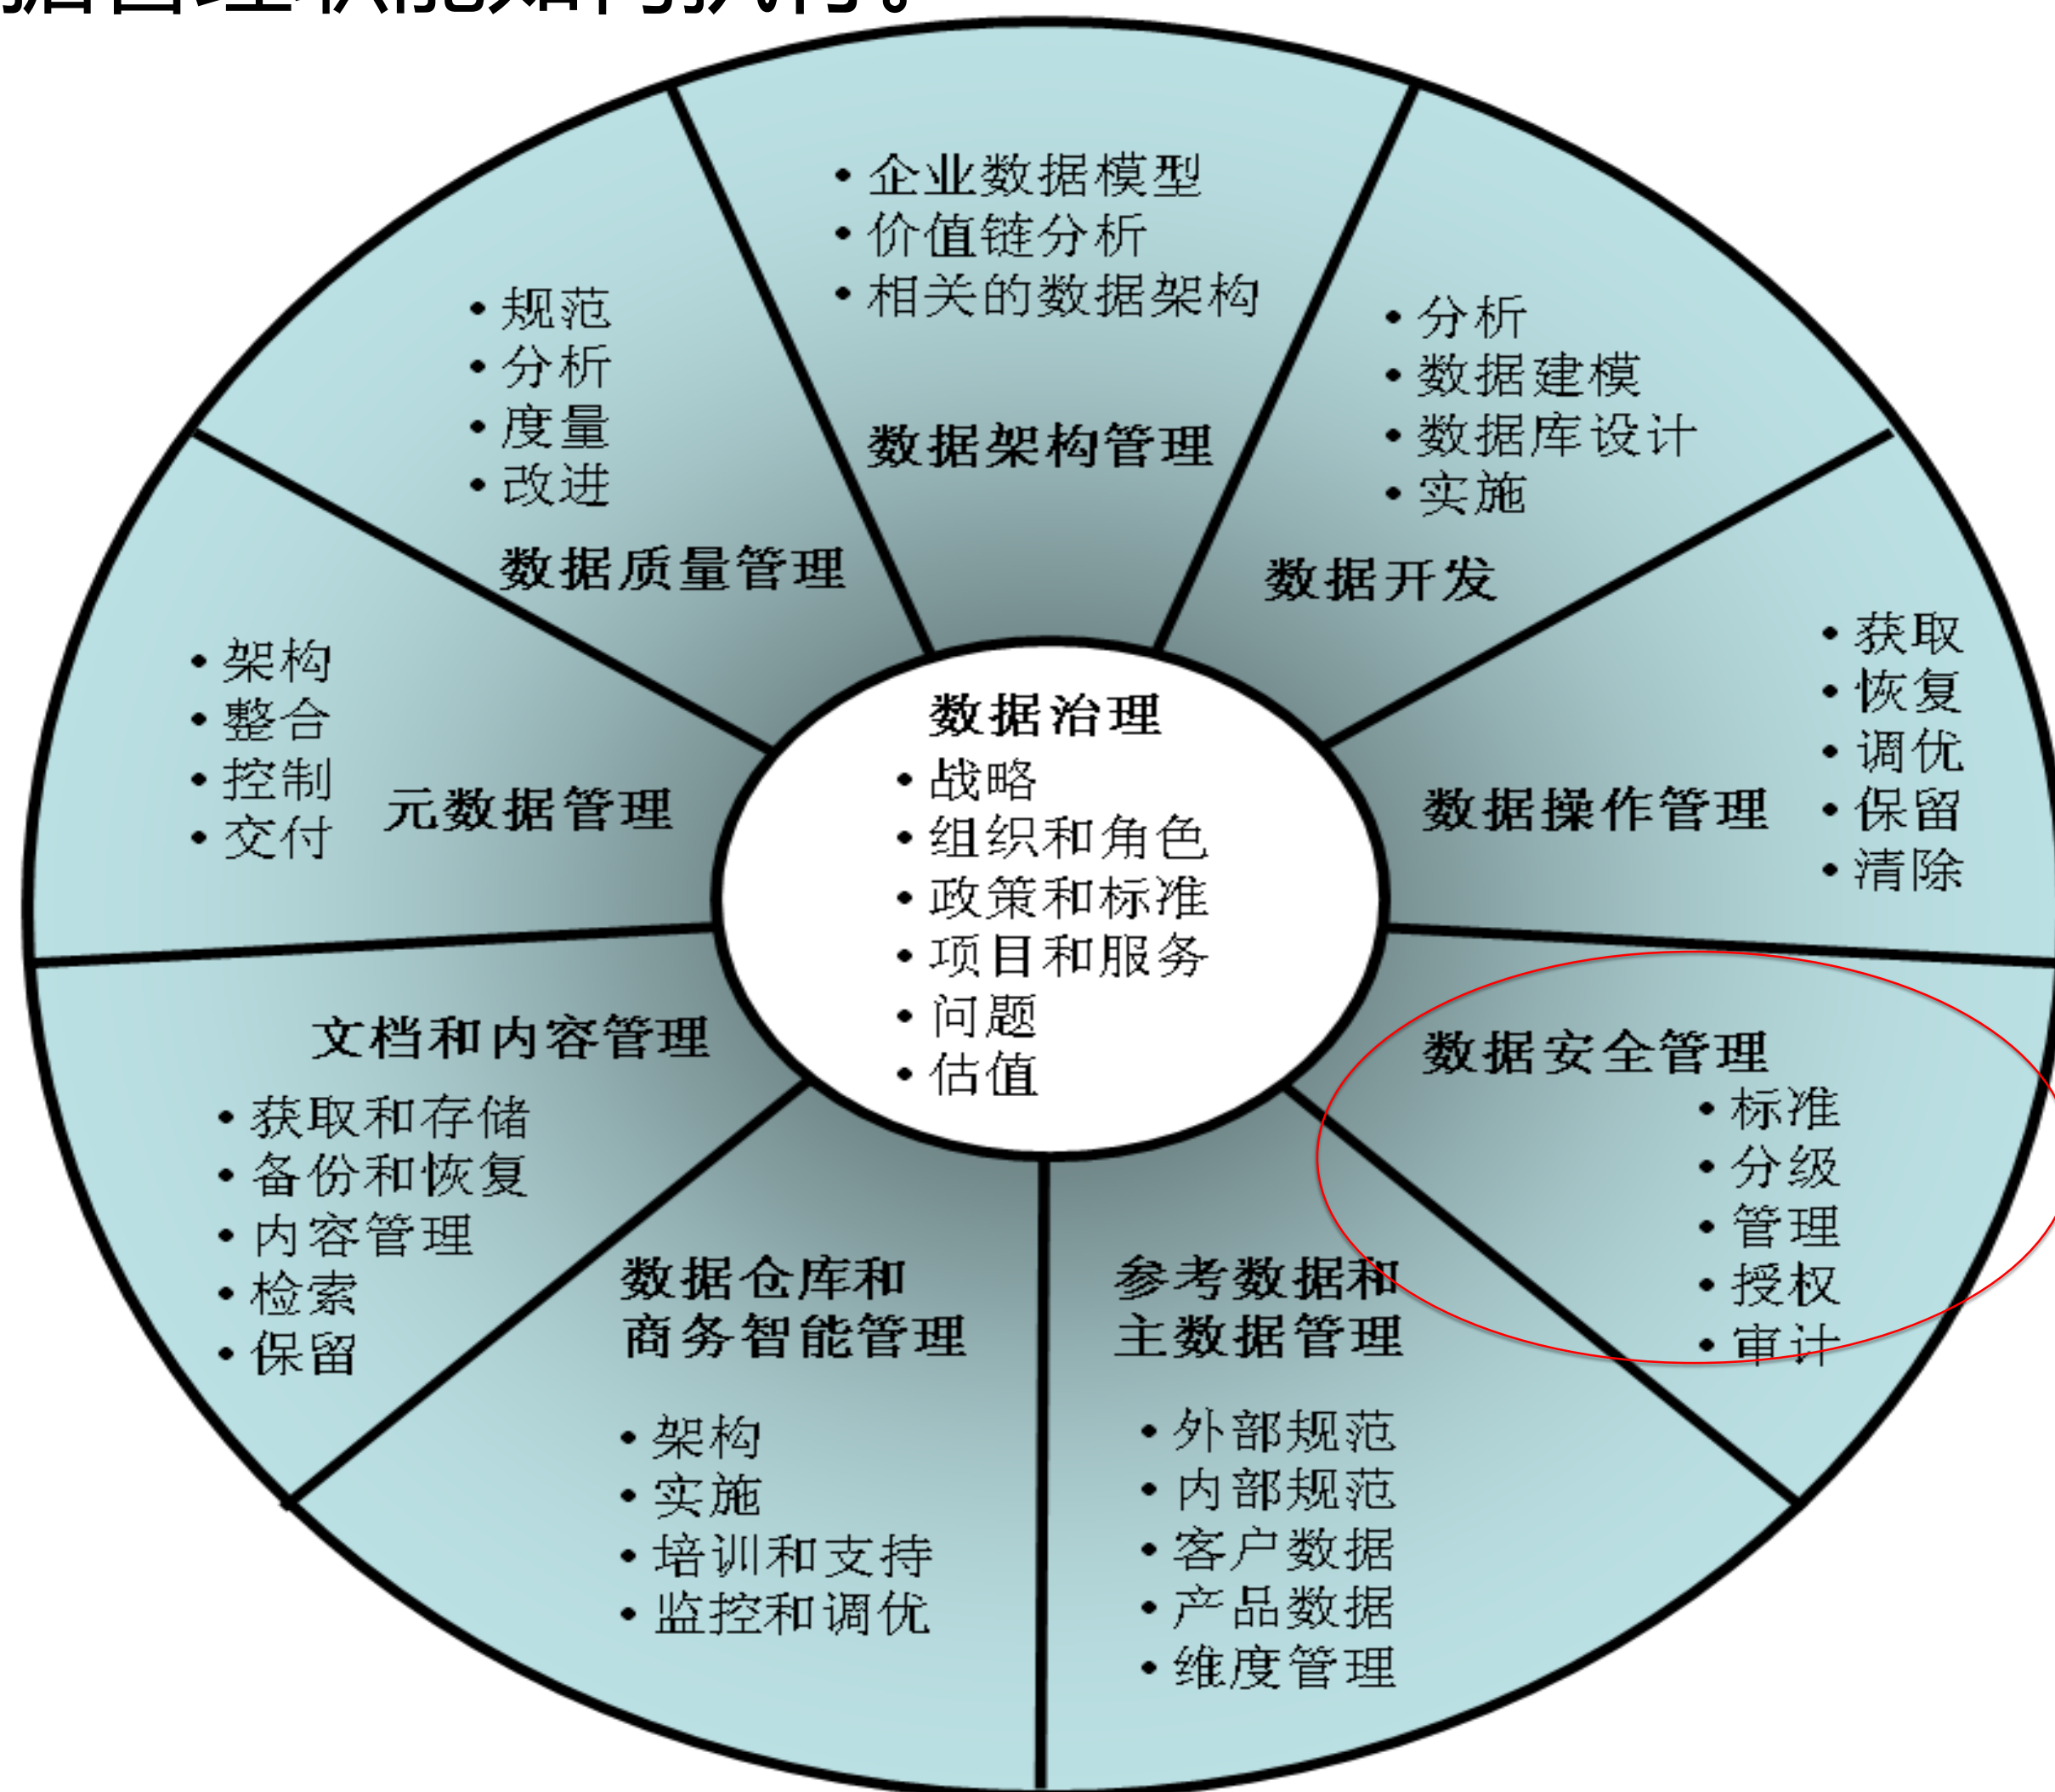 据管理职能如何执行。
• 企业数据模型
• 价值链分析
• 相关的数据架构
数据架构管理
• 分析
• 数据建模
• 数据库设计
• 实施
数据开发
• 获取
• 恢复
• 调优
• 保留
• 清除
数据操作管理
数据安全管理
• 标准
• 分级
• 管理
• 授权
• 审计
参考数据和
主数据管理
• 外部规范
• 内部规范
• 客户数据
• 产品数据
• 维度管理
数据仓库和
商务智能管理
• 架构
• 实施
• 培训和支持
• 监控和调优
文档和内容管理
• 获取和存储
• 备份和恢复
• 内容管理
• 检索
• 保留
• 架构
• 整合
• 控制
• 交付
元数据管理
• 规范
• 分析
• 度量
• 改进
数据质量管理
数据治理
• 战略
• 组织和角色
• 政策和标准
• 项目和服务
• 问题
• 估值